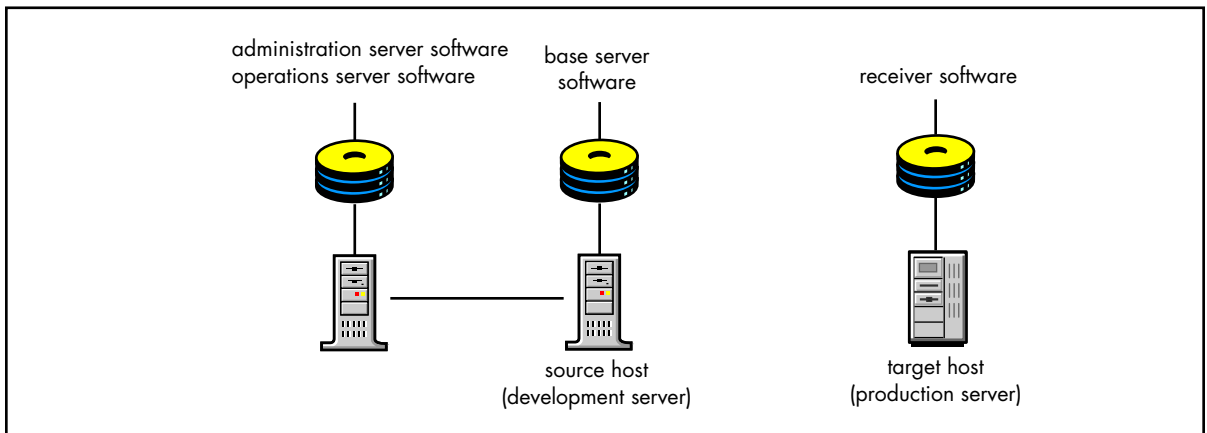 administration server software
operations server software
base server
software
receiver software
source host
(development server)
target host
(production server)